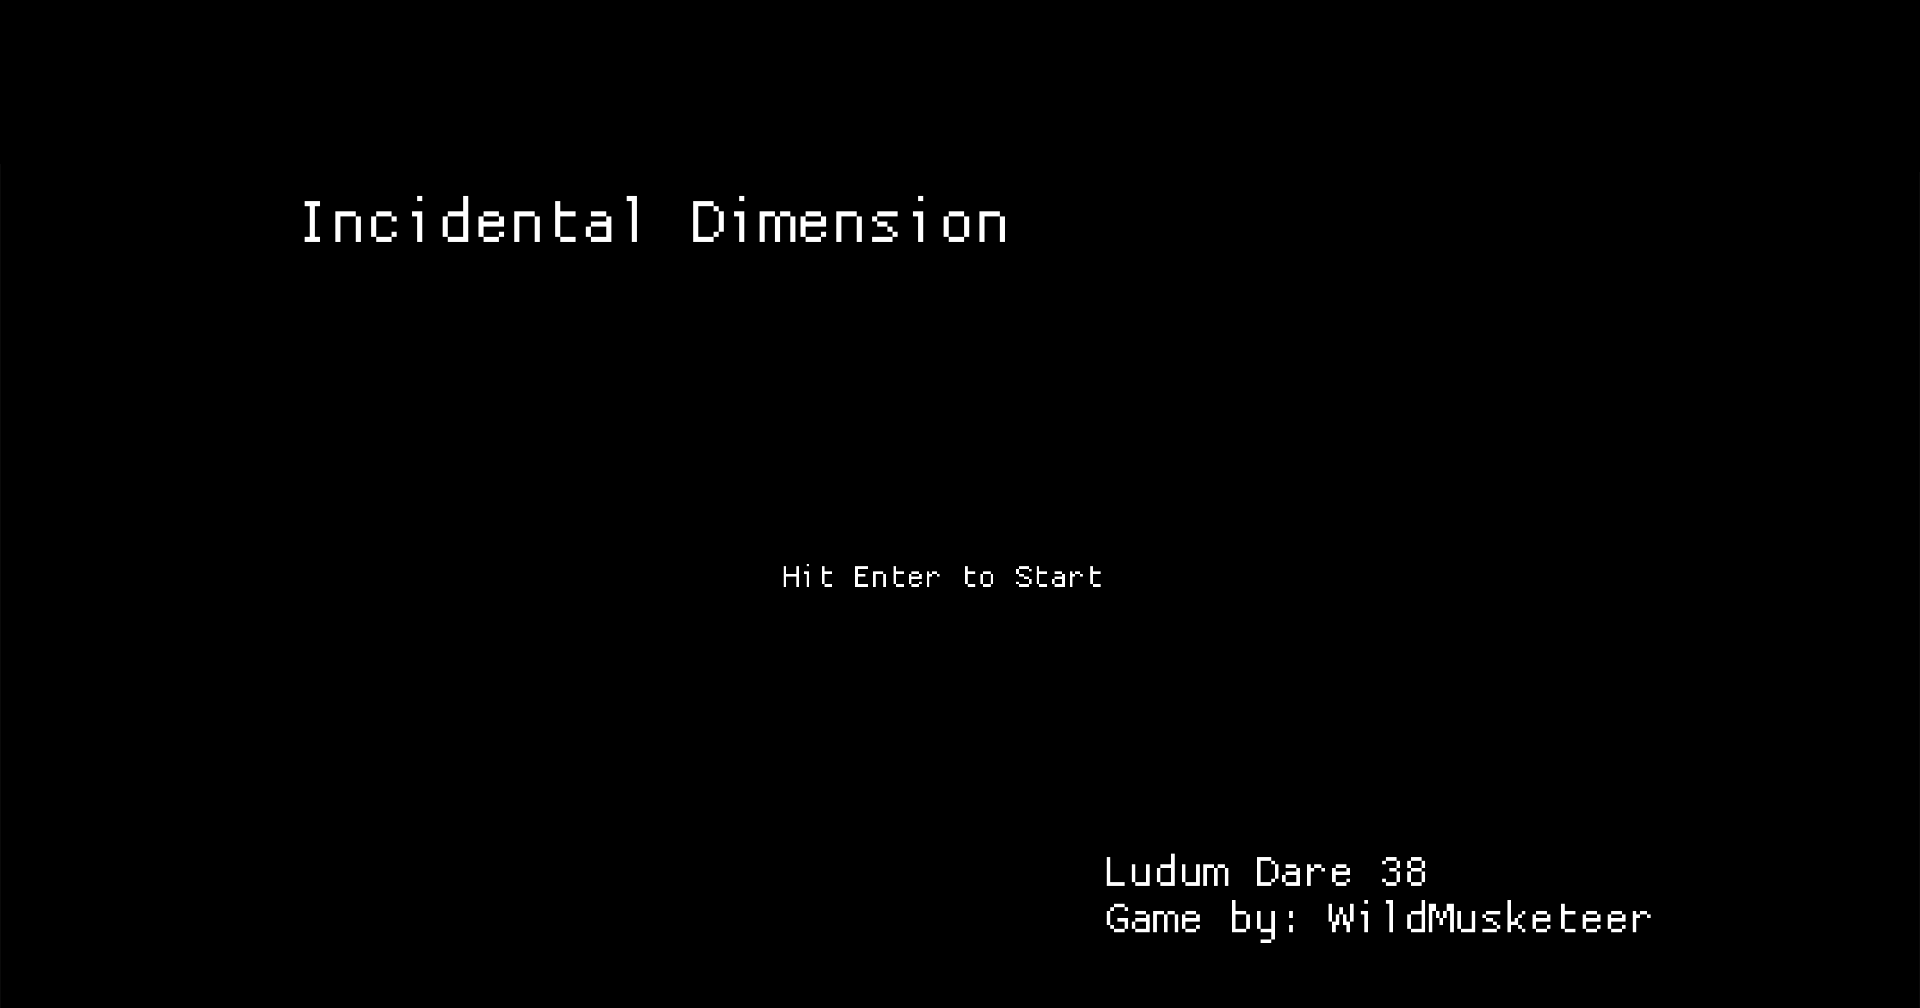 Incidental Dimension
Hit Enter to Start
Ludum Dare 38
Game by: WildMusketeer